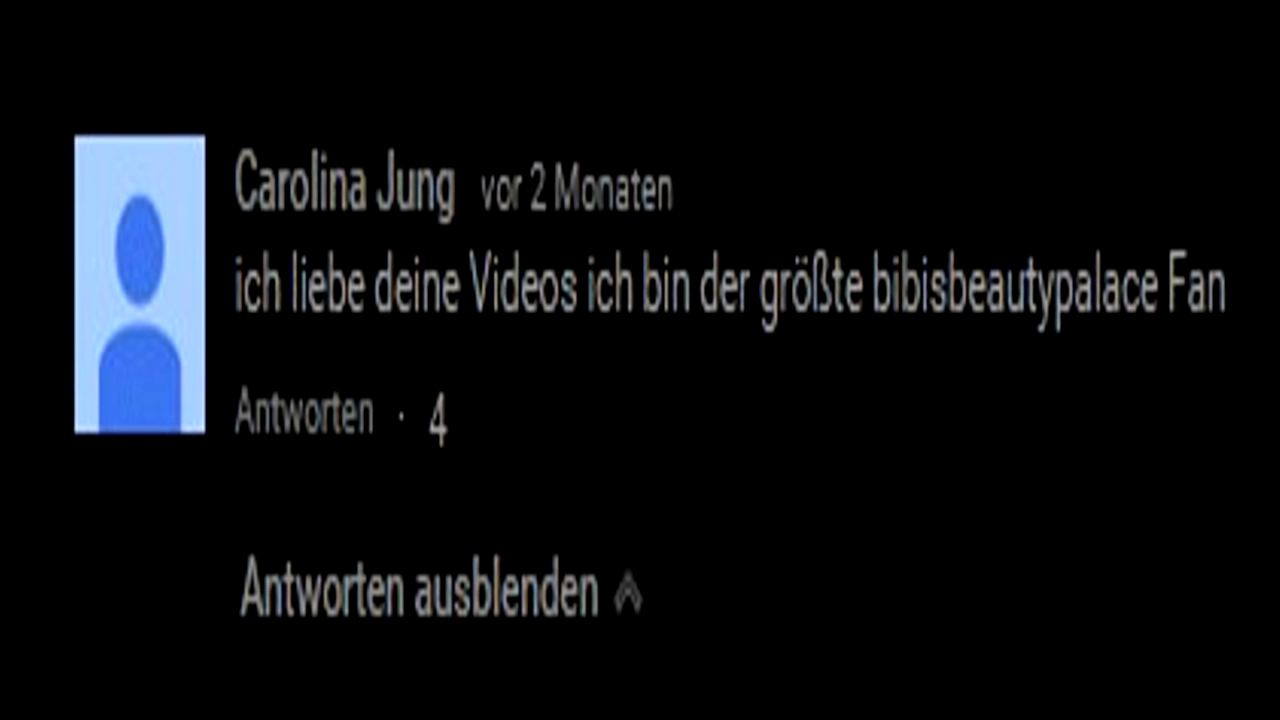 Carolina Jung vor 2 Monaten
ich liebe deine Videos ich bin der größte bibisbeautypalace Fan
Antworten · 4
Antworten ausblenden